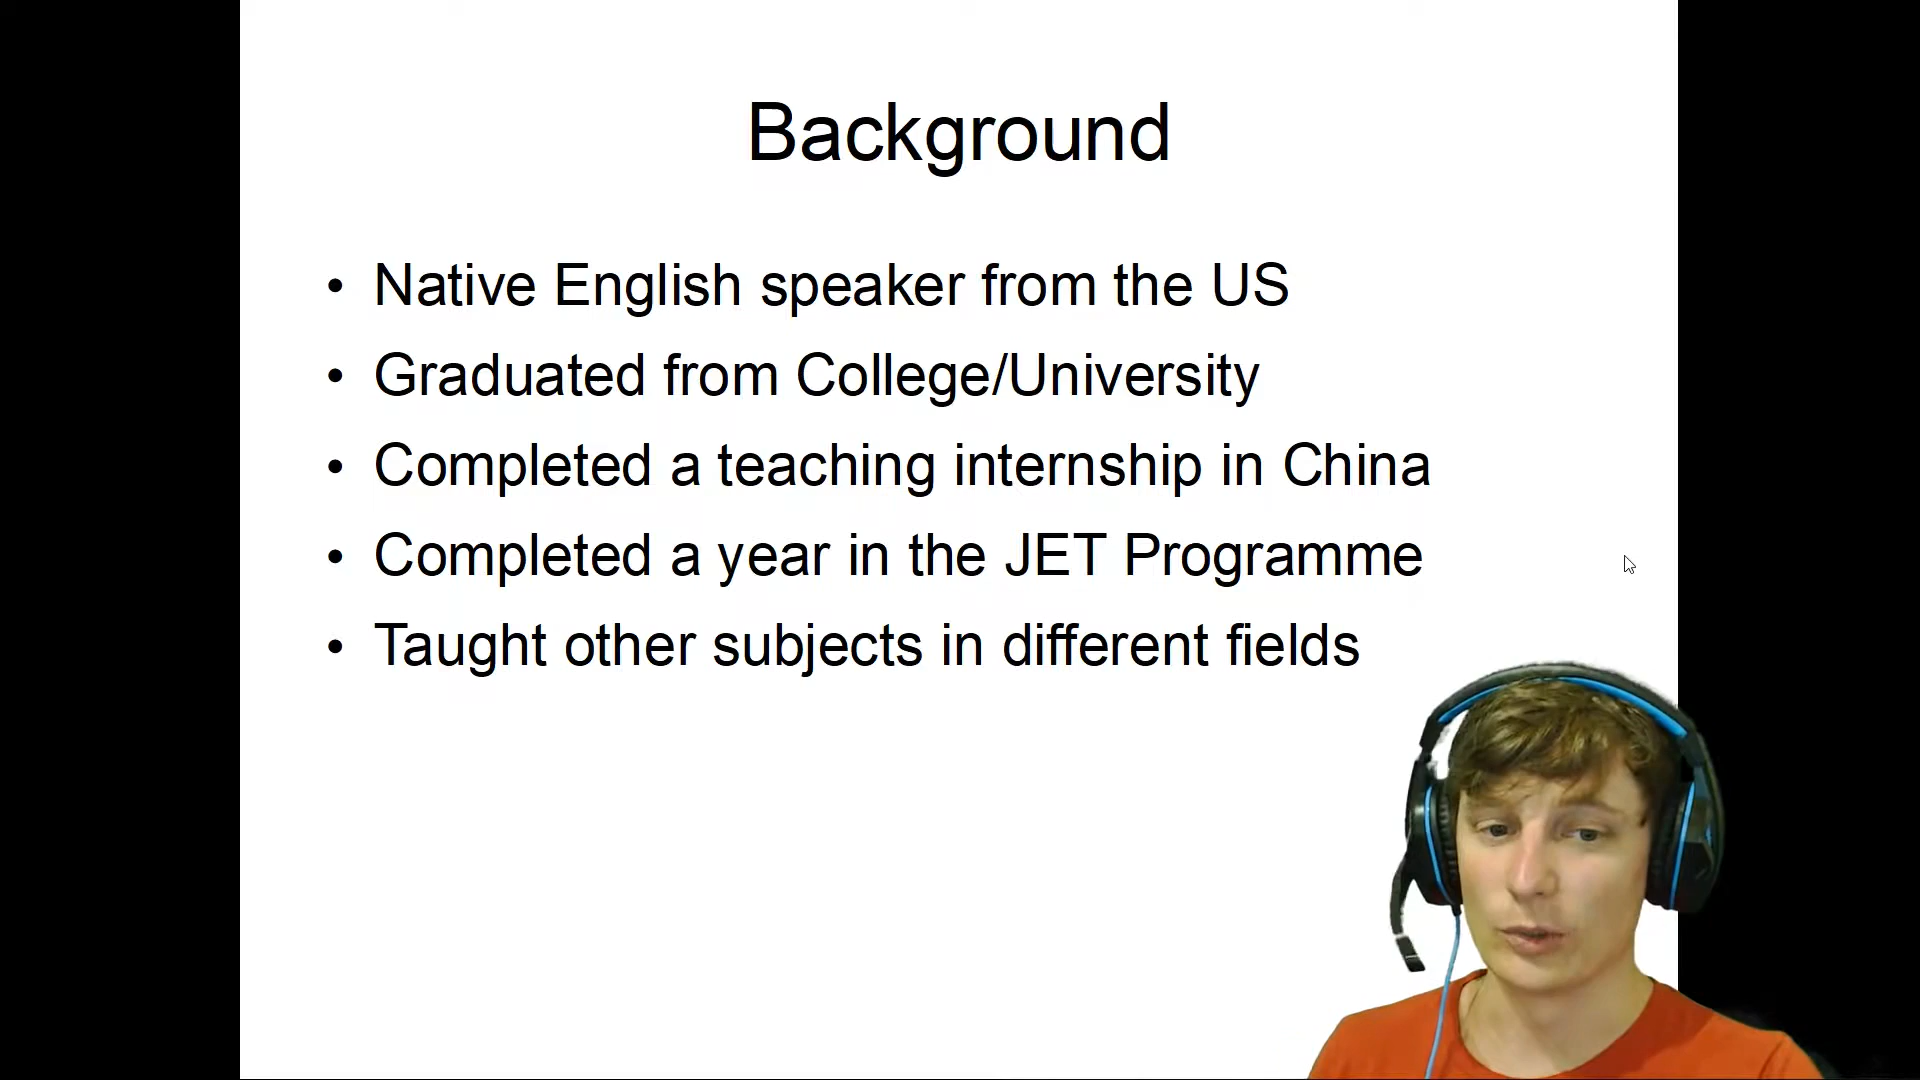 Background
• Native English speaker from the US
• Graduated from College/University
• Completed a teaching internship in China
• Completed a year in the JET Programme
• Taught other subjects in different fields